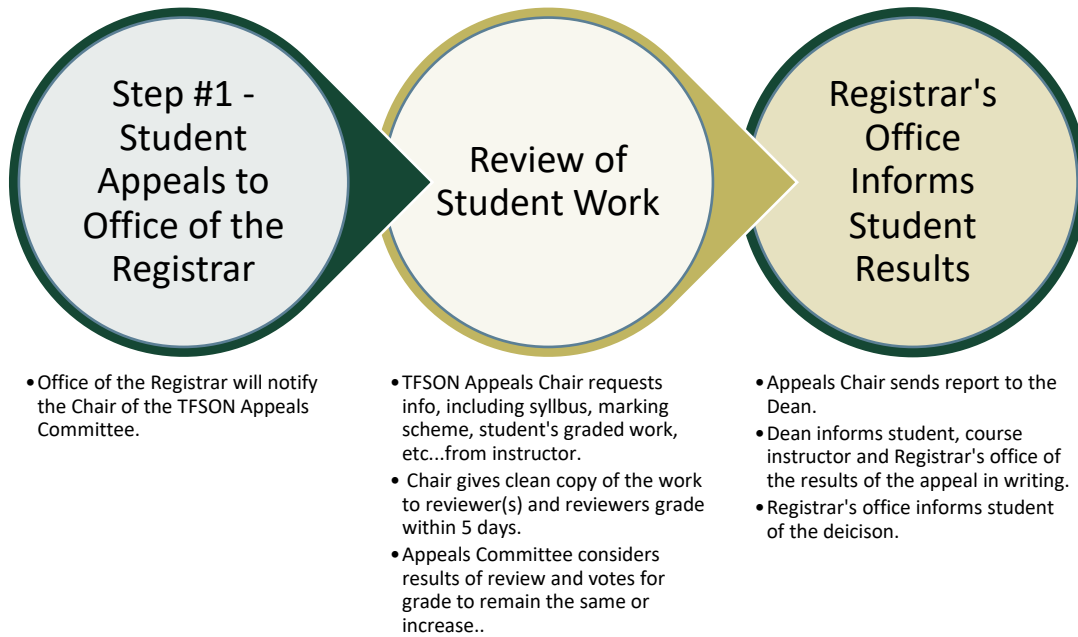 Step #1 -
Student
Appeals to
Office of the
Registrar
•Office of the Registrar will notify
the Chair of the TFSON Appeals
Committee.
Review of
Student Work
•TFSON Appeals Chair requests
info, including syllbus, marking
scheme, student's graded work,
etc...from instructor.
• Chair gives clean copy of the work
to reviewer(s) and reviewers grade
within 5 days.
•Appeals Committee considers
results of review and votes for
grade to remain the same or
increase..
Registrar's
Office
Informs
Student
Results
•Appeals Chair sends report to the
Dean.
•Dean informs student, course
instructor and Registrar's office of
the results of the appeal in writing.
•Registrar's office informs student
of the deicison.